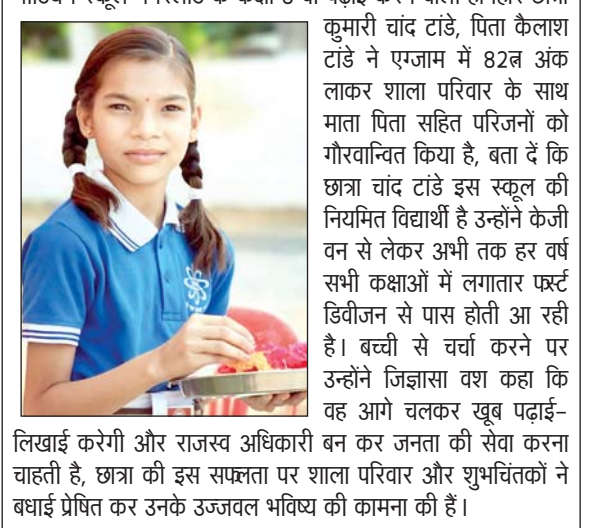 कुमारी चांद टांडे, पिता कैलाश
टांडे ने एग्जाम में 82त्न अंक
लाकर शाला परिवार के साथ
माता पिता सहित परिजनों को
गौरवान्वित किया है, बता दें कि
छात्रा चांद टांडे इस स्कूल की
नियमित विद्यार्थी है उन्होंने केजी
वन से लेकर अभी तक हर वर्ष
सभी कक्षाओं में लगातार फर्स्ट
डिवीजन से पास होती आ रही
है। बच्ची से चर्चा करने पर
उन्होंने जिज्ञासा वश कहा कि
वह आगे चलकर खूब पढ़ाई-
लिखाई करेगी और राजस्व अधिकारी बन कर जनता की सेवा करना
चाहती है, छात्रा की इस सफलता पर शाला परिवार और शुभचिंतकों ने
बधाई प्रेषित कर उनके उज्जवल भविष्य की कामना की हैं।